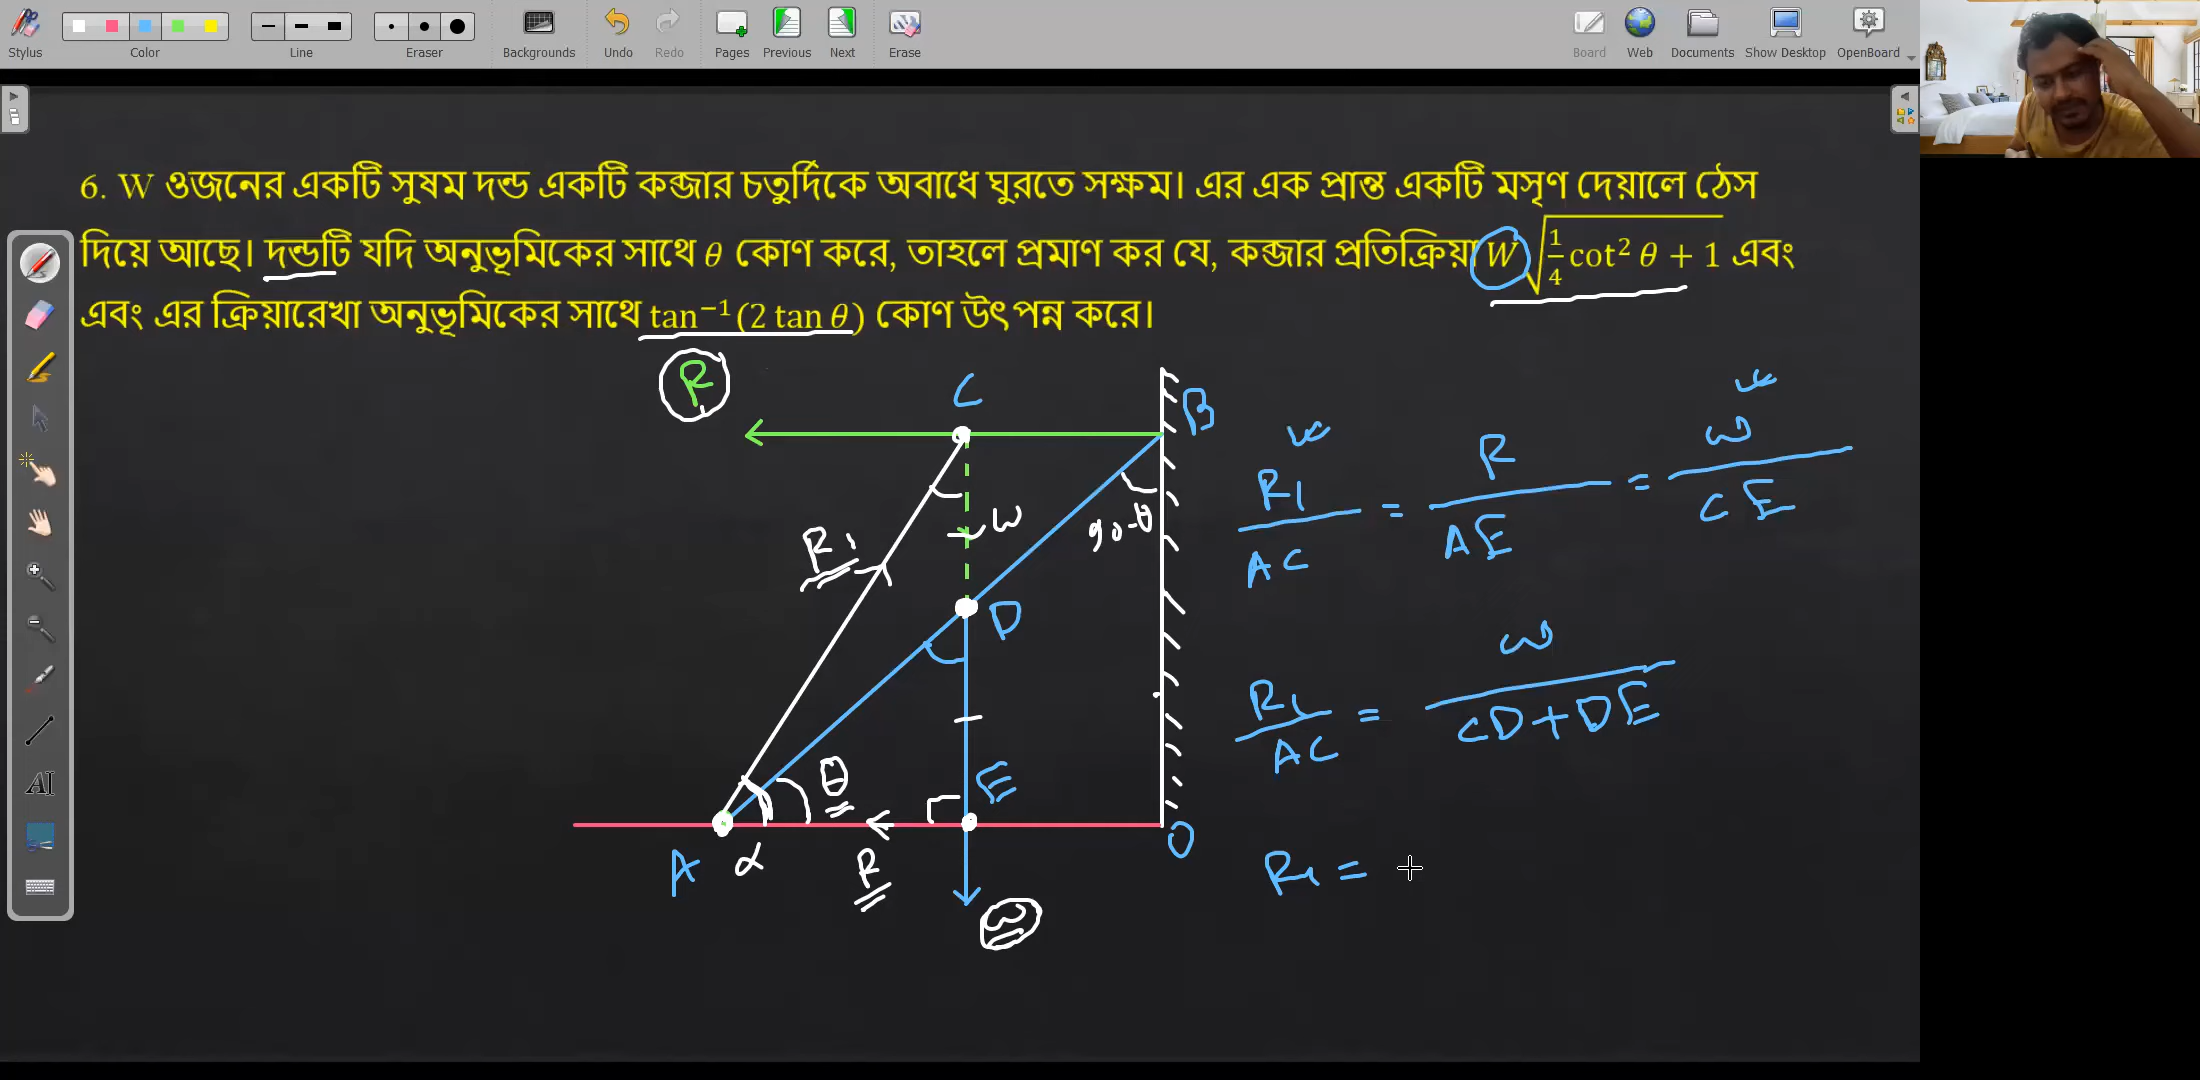 Stylus Color Line Eraser Backgrounds Undo Redo Pages Previous Next Erase Board Web Documents Show Desktop OpenBoard
6. W ওজনের একটি সুষম দন্ড একটি কব্জার চতুর্দিকে অবাধে ঘুরতে সক্ষম। এর এক প্রান্ত একটি মসৃণ দেয়ালে ঠেস
দিয়ে আছে। দন্ডটি যদি অনুভূমিকের সাথে θ কোণ করে, তাহলে প্রমাণ কর যে, কব্জার প্রতিক্রিয়া W√(1/4 cot² θ + 1) এবং
এবং এর ক্রিয়ারেখা অনুভূমিকের সাথে tan⁻¹(2 tan θ) কোণ উৎপন্ন করে।
R
C
B
R1
W
90-θ
D
θ
E
A
α
R
O
W
R1/AC = R/AE = W/CE
R1/AC = W/(CD+DE)
R1 =
AI